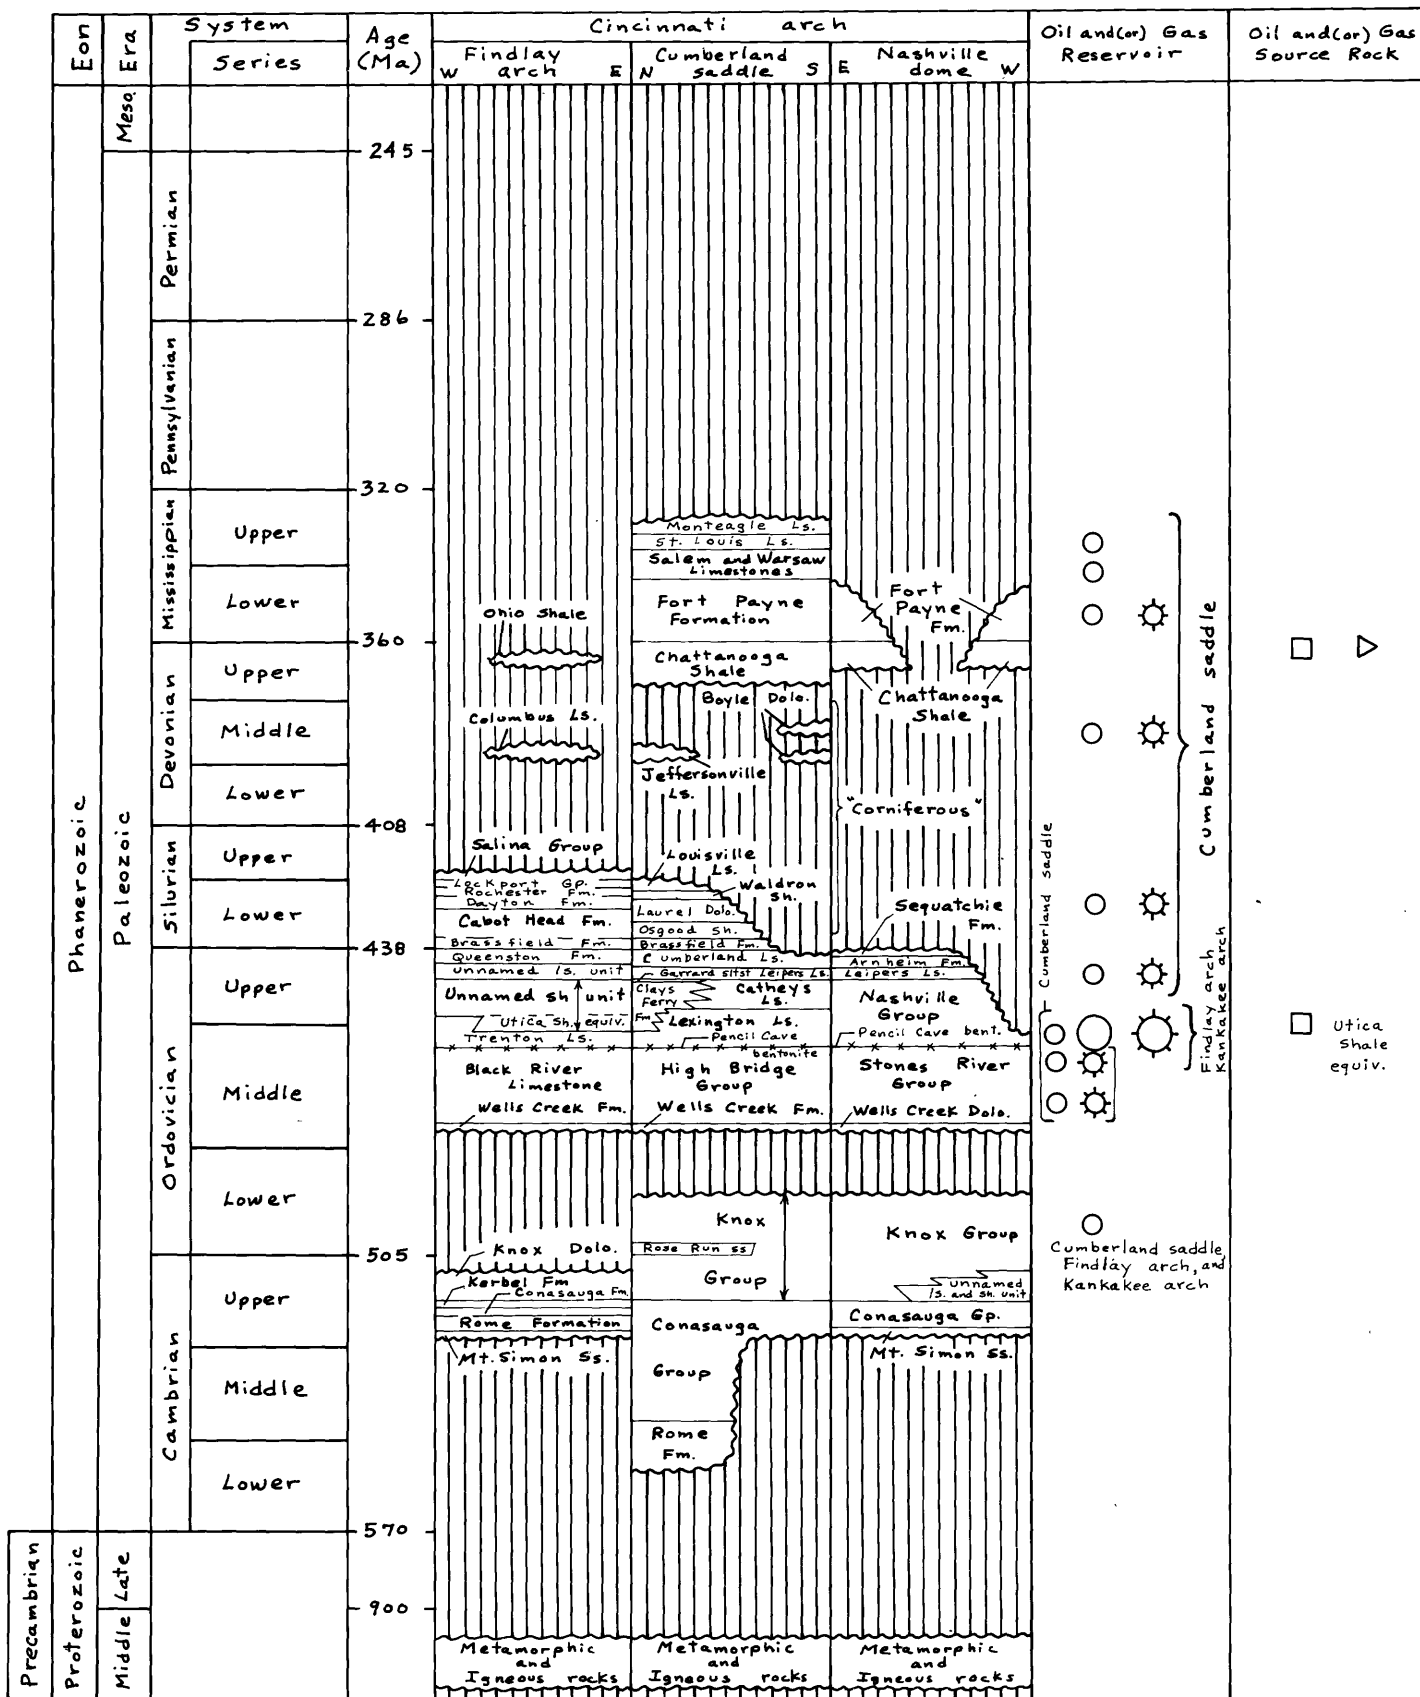 Eon
Era
System
Series
Age
(Ma)
Cincinnati arch
Findlay
W arch E
Cumberland
N saddle S
Nashville
E dome W
Oil and(or) Gas
Reservoir
Oil and(or) Gas
Source Rock
Phanerozoic
Meso.
Paleozoic
Permian
Pennsylvanian
Mississippian
Devonian
Silurian
Ordovician
Cambrian
Precambrian
Proterozoic
Late
Middle
Upper
Lower
Upper
Middle
Lower
Upper
Lower
Upper
Middle
Lower
Upper
Middle
Lower
245
286
320
360
408
438
505
570
900
Ohio Shale
Columbus Ls.
Salina Group
Lockport Gp.
Rochester Fm.
Dayton Fm.
Cabot Head Fm.
Brassfield Fm.
Queenston Fm.
unnamed ls. unit
Unnamed sh unit
Utica Sh. equiv.
Trenton Ls.
Black River
Limestone
Wells Creek Fm.
Knox Dolo.
Kerbel Fm
Conasauga Fm.
Rome Formation
Mt. Simon Ss.
Metamorphic
and
Igneous rocks
Monteagle Ls.
St. Louis Ls.
Salem and Warsaw
Limestones
Fort Payne
Formation
Chattanooga
Shale
Boyle Dolo.
Jeffersonville
Ls.
Louisville
Ls.
Waldron
Sh.
Laurel Dolo.
Osgood Sh.
Brassfield Fm.
Cumberland Ls.
Garrard sltst Leipers Ls.
Clays
Ferry
Fm
Catheys
Ls.
Lexington Ls.
Pencil Cave
bentonite
High Bridge
Group
Wells Creek Fm.
Knox
Rose Run ss
Group
Conasauga
Group
Rome
Fm.
Metamorphic
and
Igneous rocks
Fort
Payne
Fm.
Chattanooga
Shale
"Corniferous"
Sequatchie
Fm.
Arnheim Fm.
Leipers Ls.
Nashville
Group
Pencil Cave bent.
Stones River
Group
Wells Creek Dolo.
Knox Group
unnamed
ls. and sh. unit
Conasauga Gp.
Mt. Simon Ss.
Metamorphic
and
Igneous rocks
Cumberland saddle
Cumberland saddle
Findlay arch
Kankakee arch
Cumberland saddle,
Findlay arch, and
Kankakee arch
Utica
Shale
equiv.